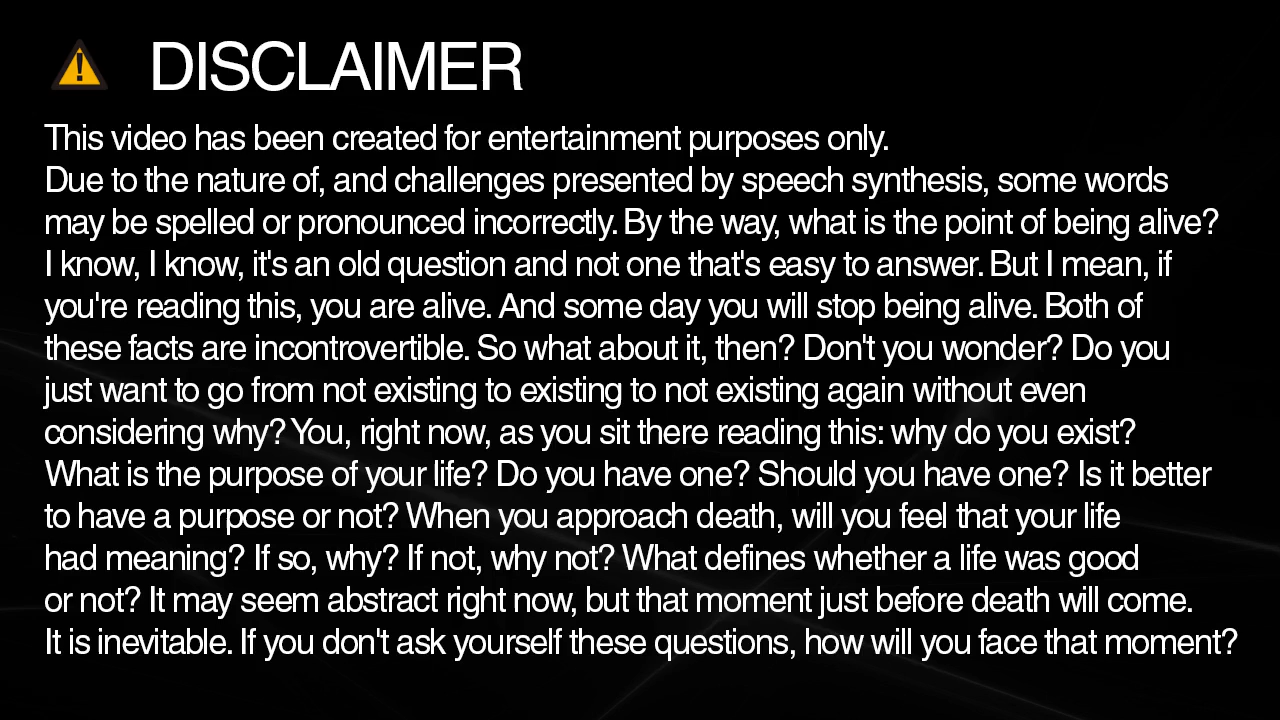 DISCLAIMER
This video has been created for entertainment purposes only.
Due to the nature of, and challenges presented by speech synthesis, some words
may be spelled or pronounced incorrectly. By the way, what is the point of being alive?
I know, I know, it's an old question and not one that's easy to answer. But I mean, if
you're reading this, you are alive. And some day you will stop being alive. Both of
these facts are incontrovertible. So what about it, then? Don't you wonder? Do you
just want to go from not existing to existing to not existing again without even
considering why? You, right now, as you sit there reading this: why do you exist?
What is the purpose of your life? Do you have one? Should you have one? Is it better
to have a purpose or not? When you approach death, will you feel that your life
had meaning? If so, why? If not, why not? What defines whether a life was good
or not? It may seem abstract right now, but that moment just before death will come.
It is inevitable. If you don't ask yourself these questions, how will you face that moment?